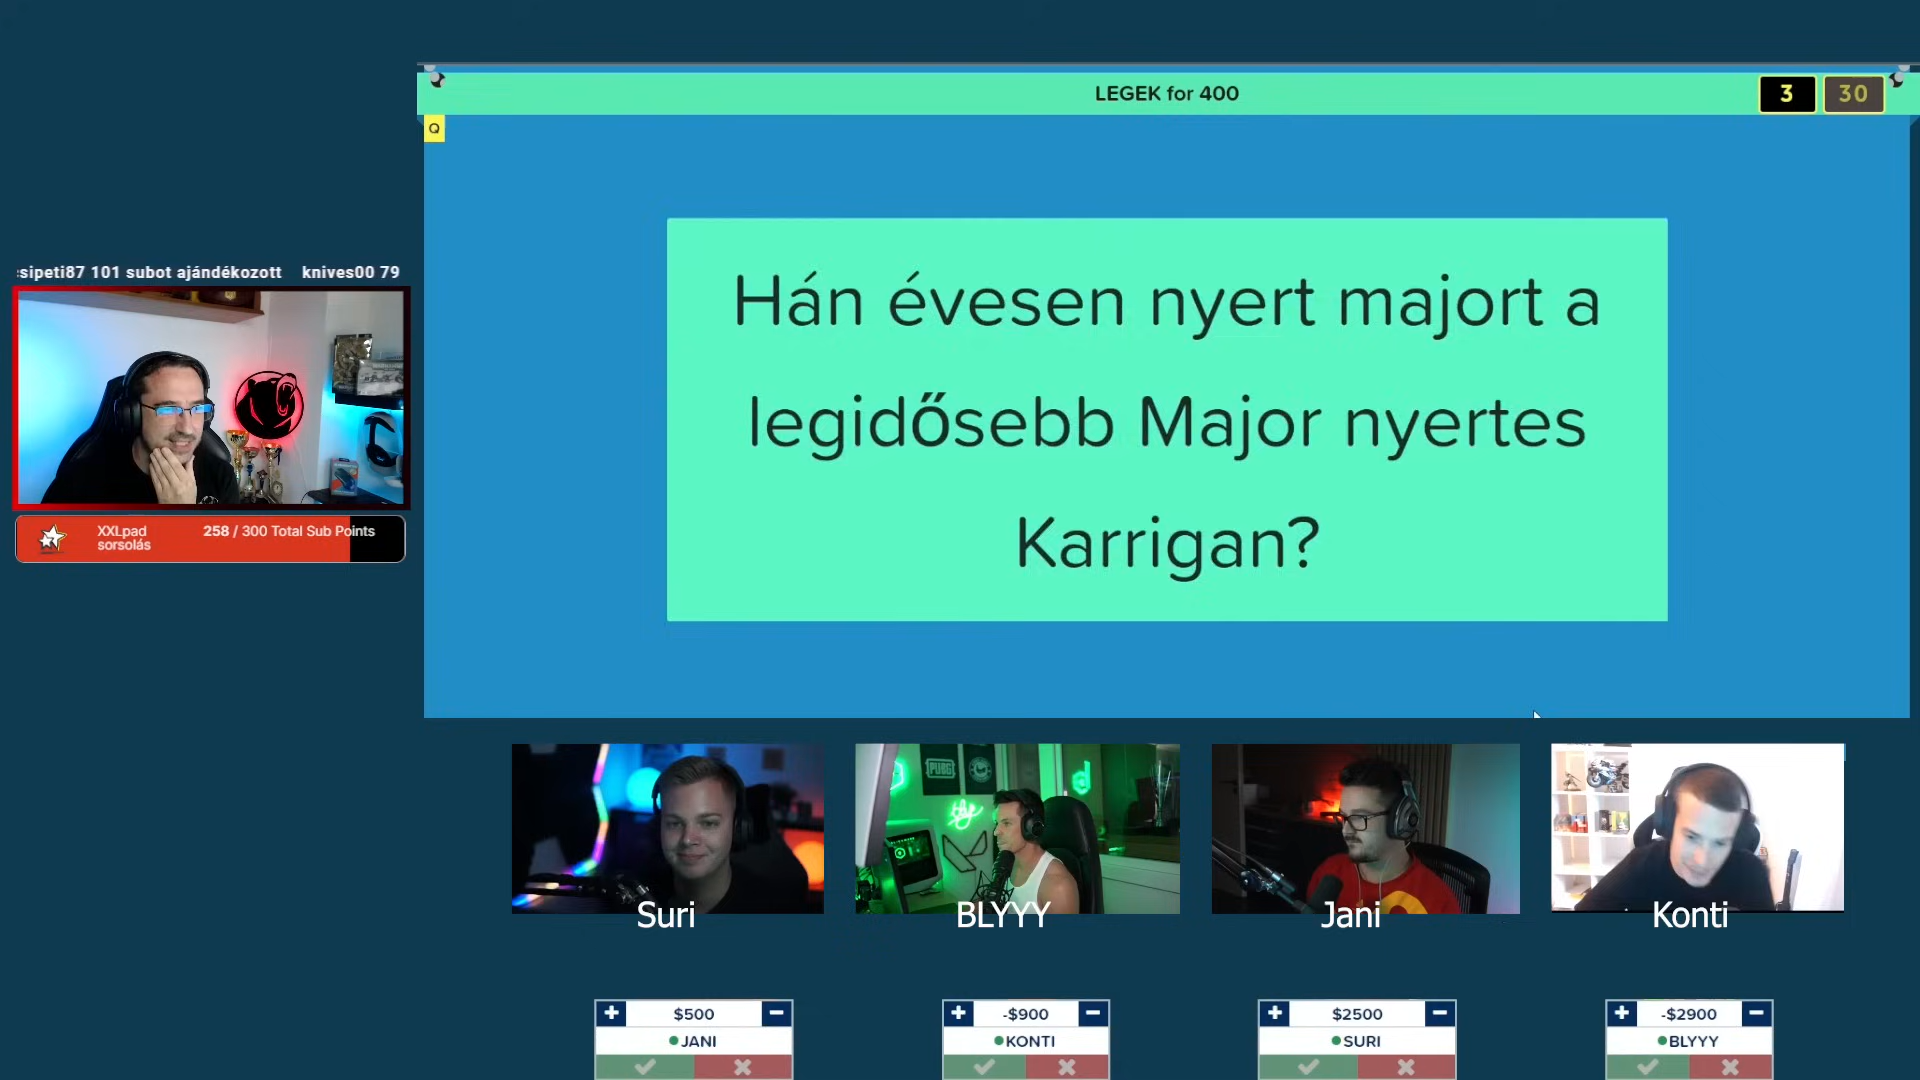 LEGEK for 400
3
30
Q
Hán évesen nyert majort a
legidősebb Major nyertes
Karrigan?
sipeti87 101 subot ajándékozott knives00 79
XXLpad
sorsolás
258 / 300 Total Sub Points
PUBG
Suri
BLYYY
Jani
Konti
$500
JANI
-$900
KONTI
$2500
SURI
-$2900
BLYYY